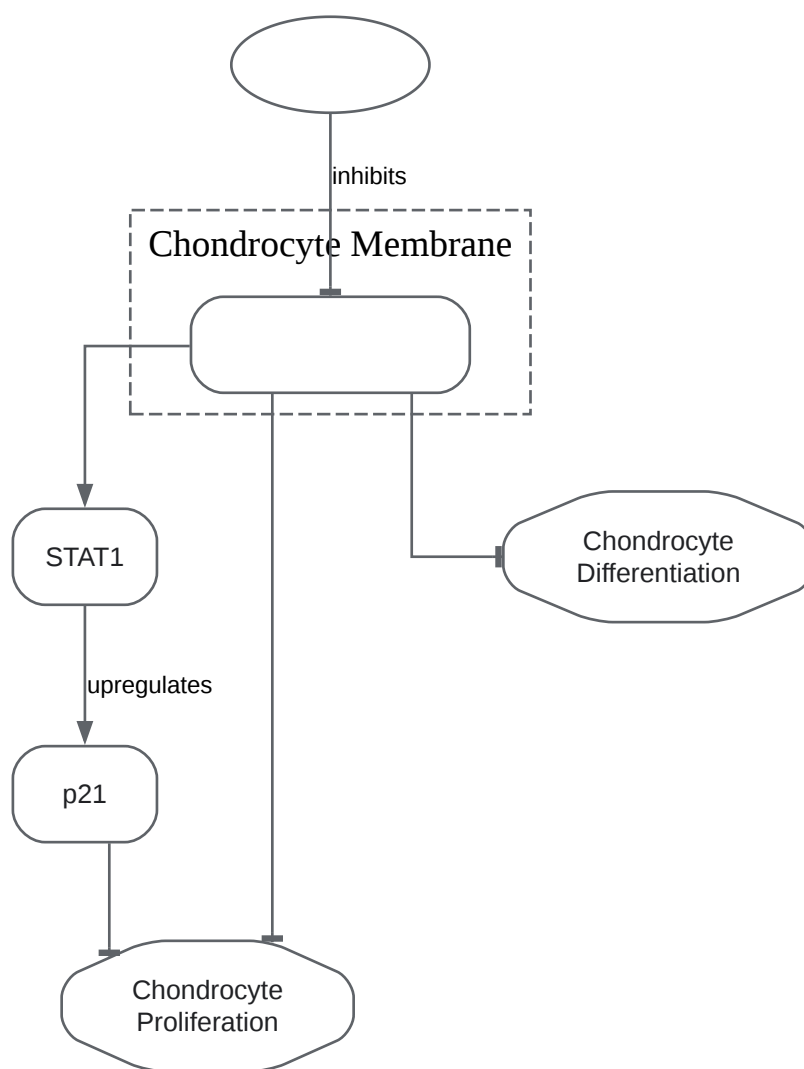 inhibits
Chondrocyte Membrane
STAT1
Chondrocyte
Differentiation
upregulates
p21
Chondrocyte
Proliferation